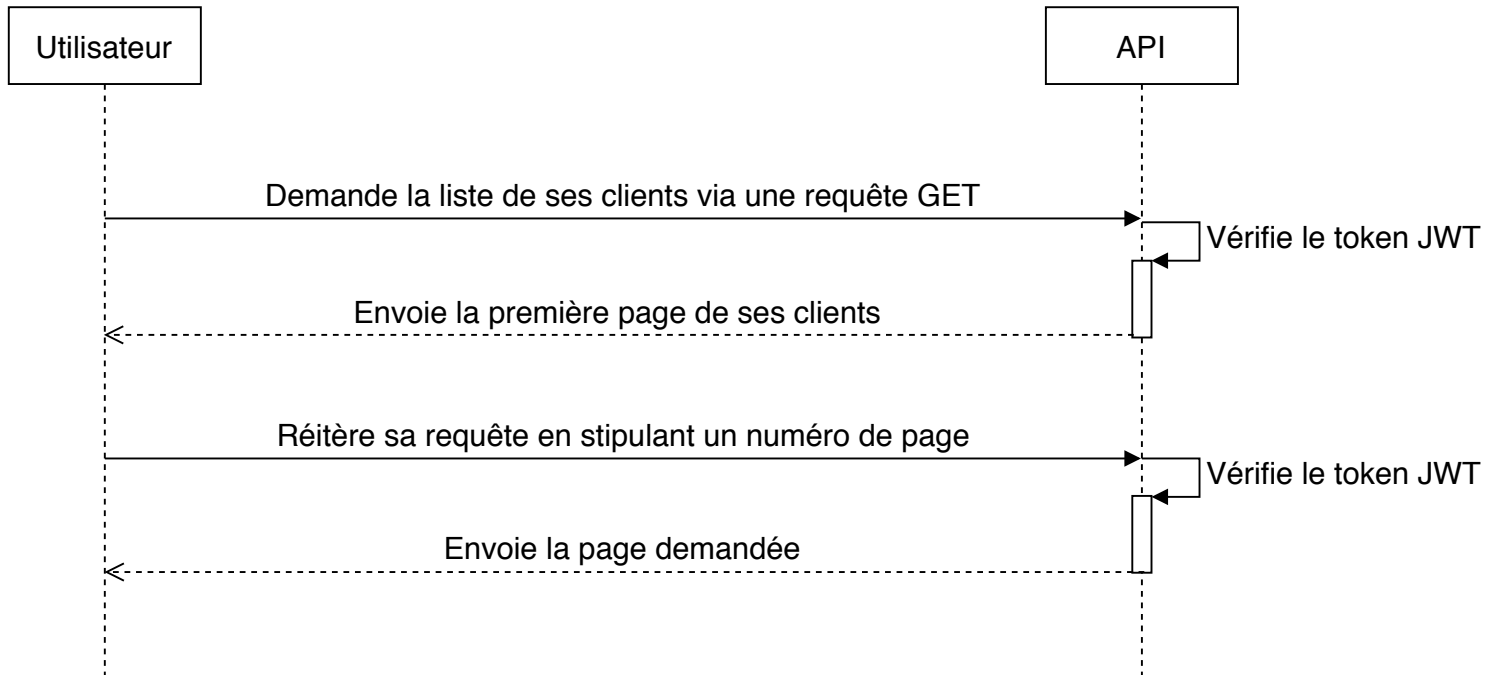 Utilisateur
API
Demande la liste de ses clients via une requête GET
Vérifie le token JWT
Envoie la première page de ses clients
Réitère sa requête en stipulant un numéro de page
Vérifie le token JWT
Envoie la page demandée